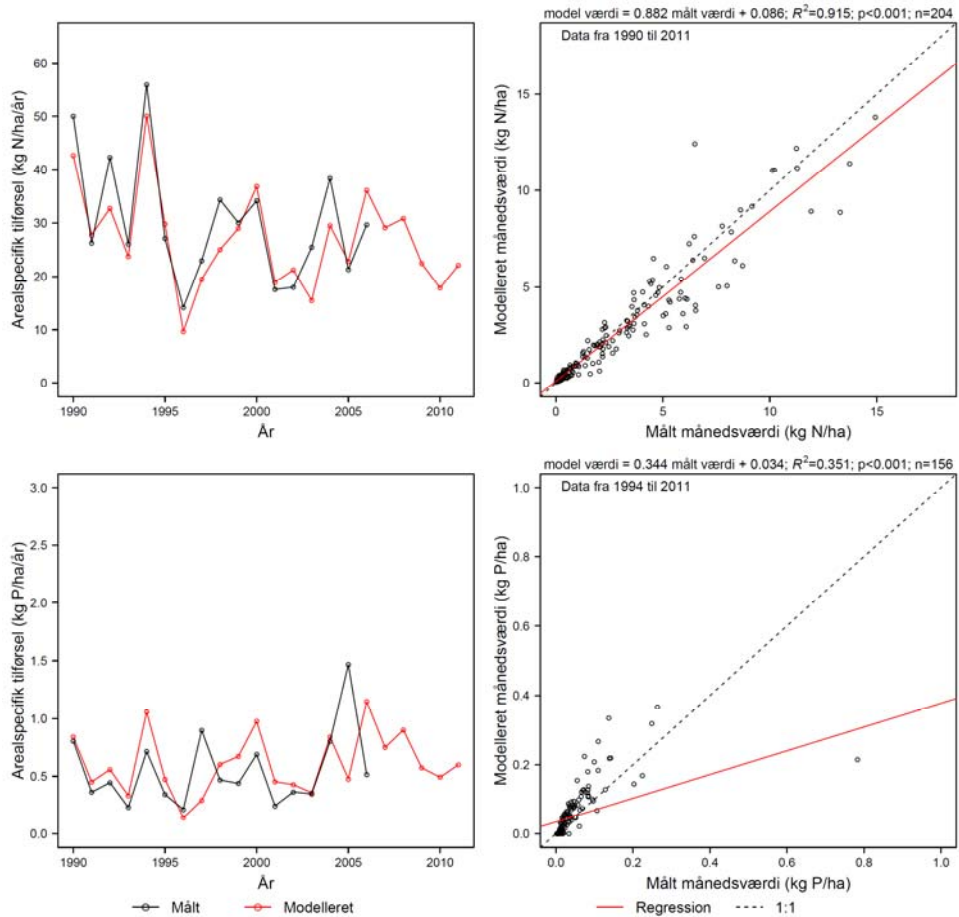 model værdi = 0.882 målt værdi + 0.086; R²=0.915; p<0.001; n=204
Arealspecifik tilførsel (kg N/ha/år)
60
50
40
30
20
10
0
1990 1995 2000 2005 2010
År
Data fra 1990 til 2011
Modelleret månedsværdi (kg N/ha)
15
10
5
0
0 5 10 15
Målt månedsværdi (kg N/ha)
model værdi = 0.344 målt værdi + 0.034; R²=0.351; p<0.001; n=156
Arealspecifik tilførsel (kg P/ha/år)
3.0
2.5
2.0
1.5
1.0
0.5
0.0
1990 1995 2000 2005 2010
År
Data fra 1994 til 2011
Modelleret månedsværdi (kg P/ha)
1.0
0.8
0.6
0.4
0.2
0.0
0.0 0.2 0.4 0.6 0.8 1.0
Målt månedsværdi (kg P/ha)
Målt Modelleret Regression 1:1